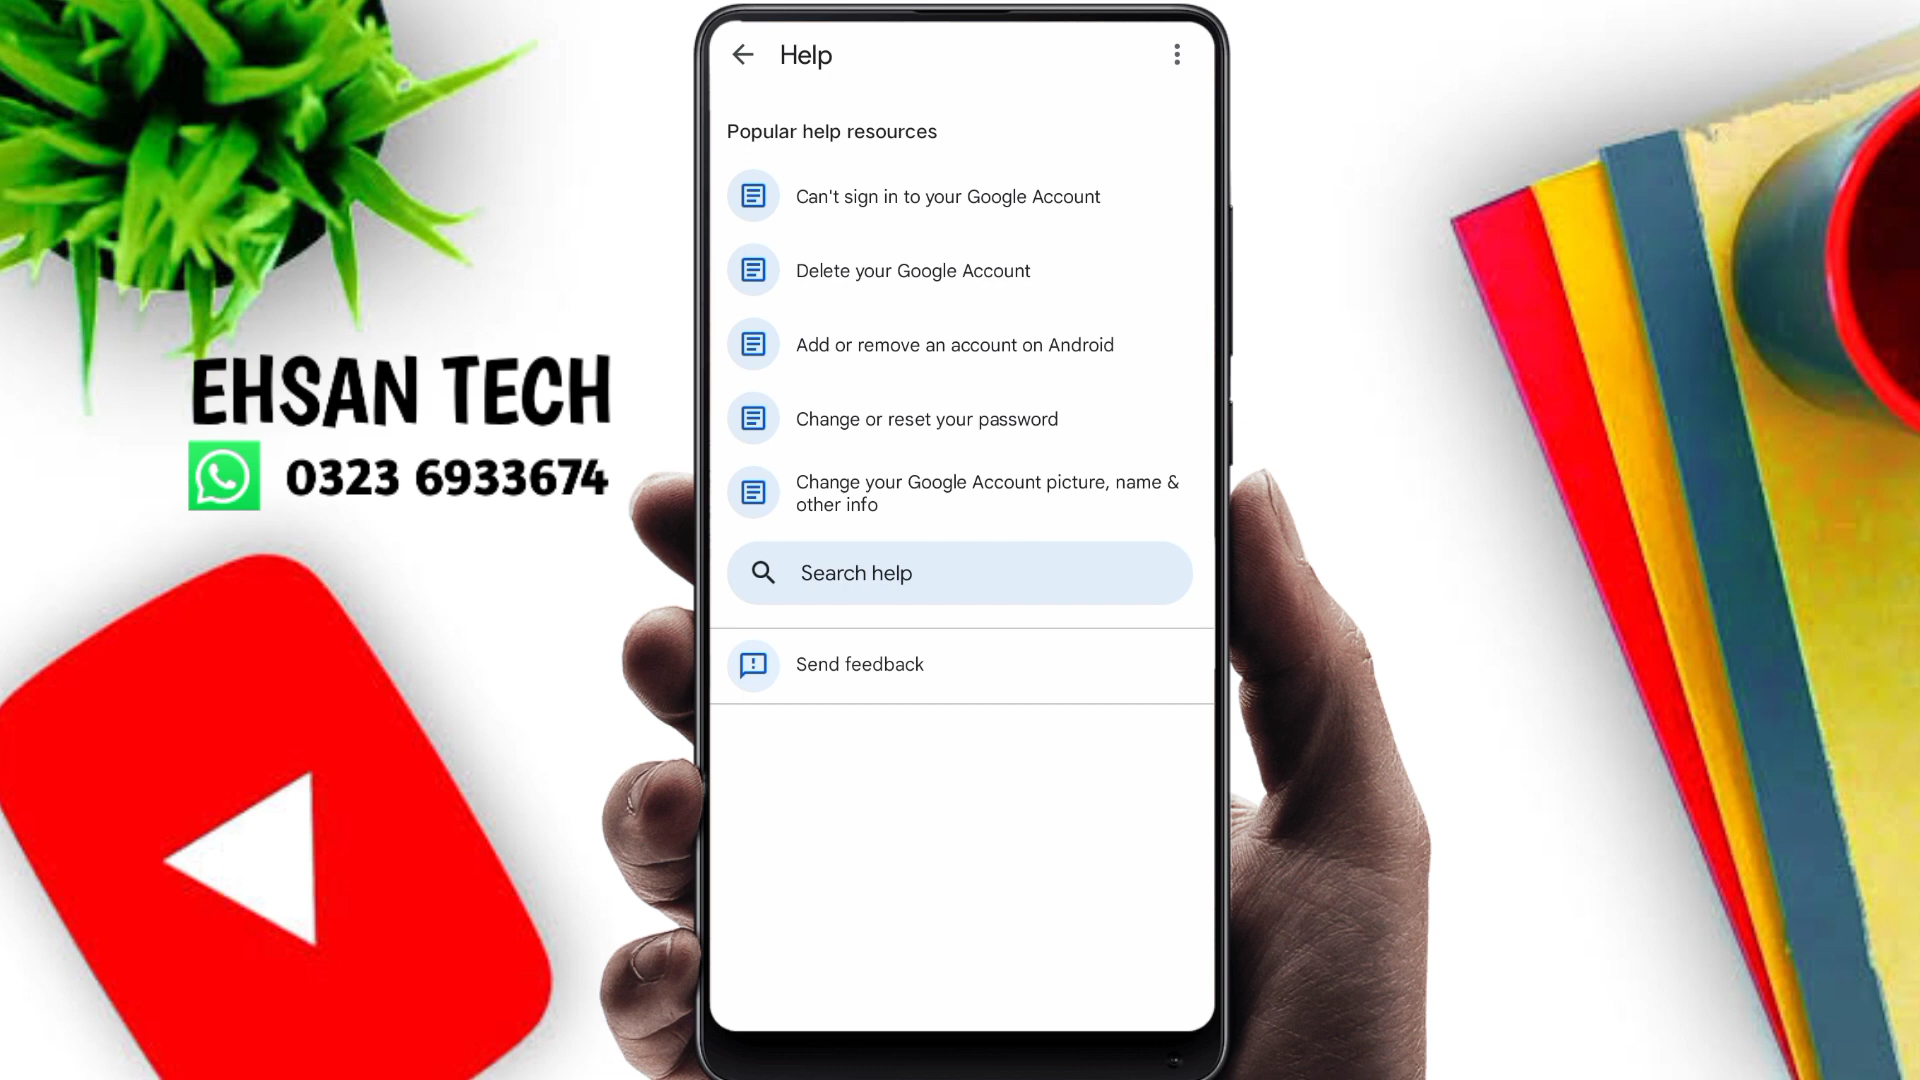 Help
Popular help resources
Can't sign in to your Google Account
Delete your Google Account
Add or remove an account on Android
Change or reset your password
Change your Google Account picture, name &
other info
Search help
Send feedback
EHSAN TECH
0323 6933674